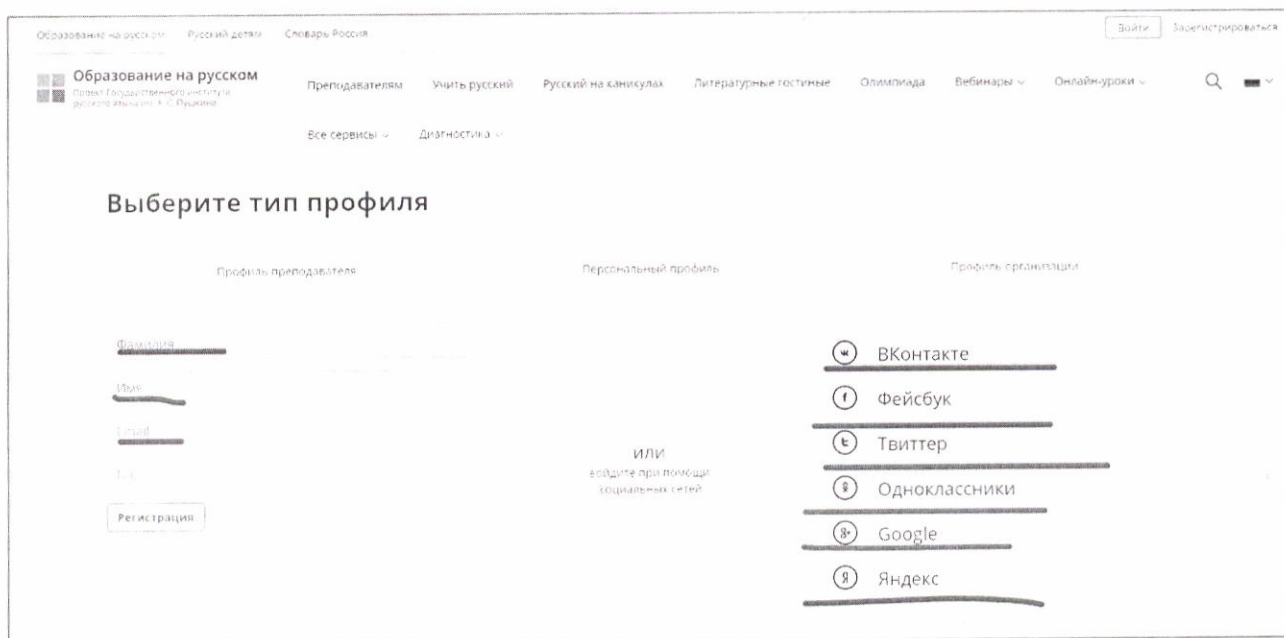 Образование на русском Русский детям Словарь Россия Войти Зарегистрироваться
Образование на русском
Проект Государственного института
русского языка им. А. С. Пушкина
Преподавателям Учить русский Русский на каникулах Литературные гостиные Олимпиада Вебинары Онлайн-уроки
Все сервисы Диагностика
Выберите тип профиля
Профиль преподавателя Персональный профиль Профиль организации
Фамилия
Имя
Email
Регистрация
или
войдите при помощи
социальных сетей
ВКонтакте
Фейсбук
Твиттер
Одноклассники
Google
Яндекс